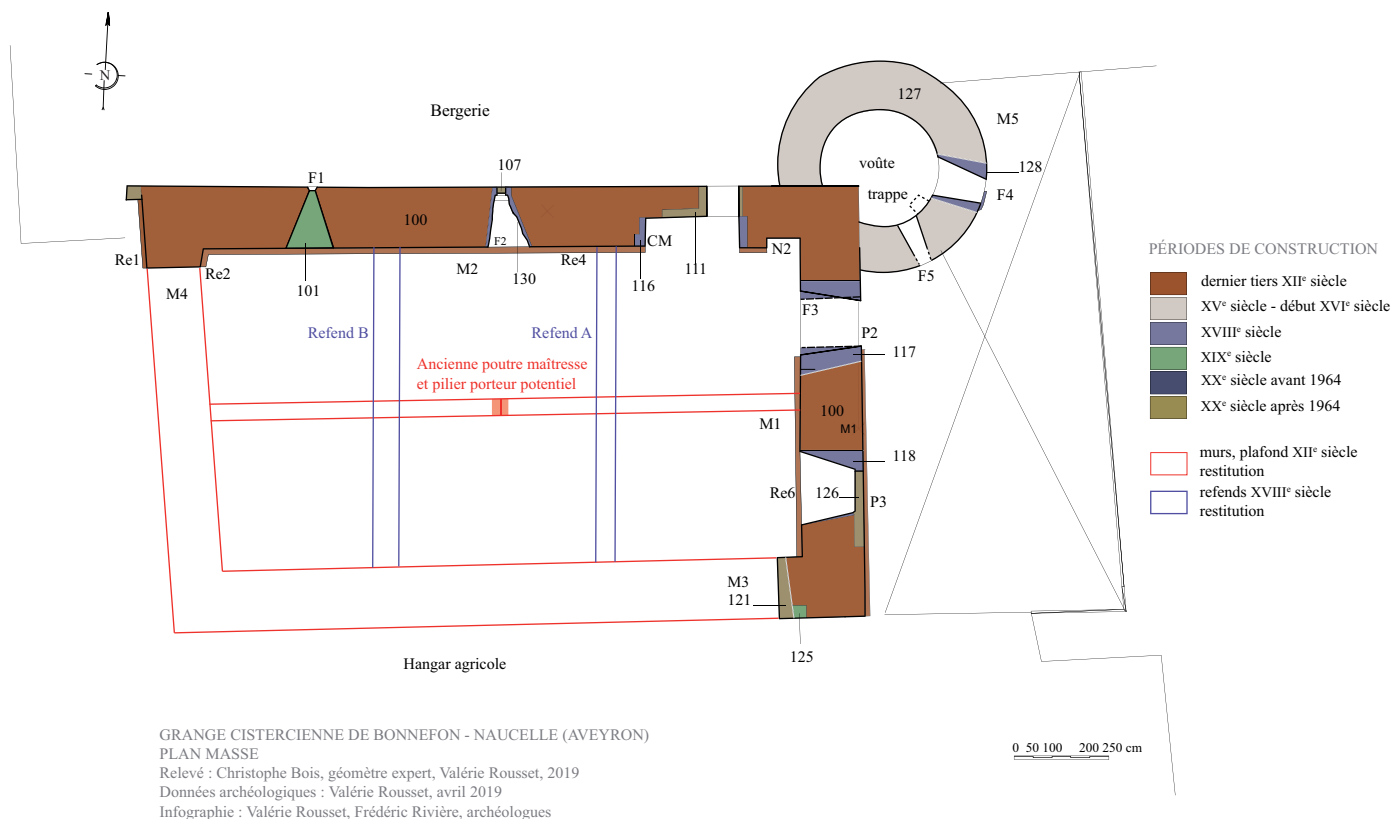 N
Bergerie
127
M5
107
voûte
128
F1
trappe
F4
100
F2
CM
N2
F5
Re1
Re2
M2
Re4
111
M4
101
130
116
F3
P2
Refend B
Refend A
117
Ancienne poutre maîtresse
et pilier porteur potentiel
100
M1
M1
118
Re6
126
P3
M3
121
125
Hangar agricole
PÉRIODES DE CONSTRUCTION
dernier tiers XIIe siècle
XVe siècle - début XVIe siècle
XVIIIe siècle
XIXe siècle
XXe siècle avant 1964
XXe siècle après 1964
murs, plafond XIIe siècle
restitution
refends XVIIIe siècle
restitution
GRANGE CISTERCIENNE DE BONNEFON - NAUCELLE (AVEYRON)
PLAN MASSE
Relevé : Christophe Bois, géomètre expert, Valérie Rousset, 2019
Données archéologiques : Valérie Rousset, avril 2019
Infographie : Valérie Rousset, Frédéric Rivière, archéologues
0 50 100 200 250 cm